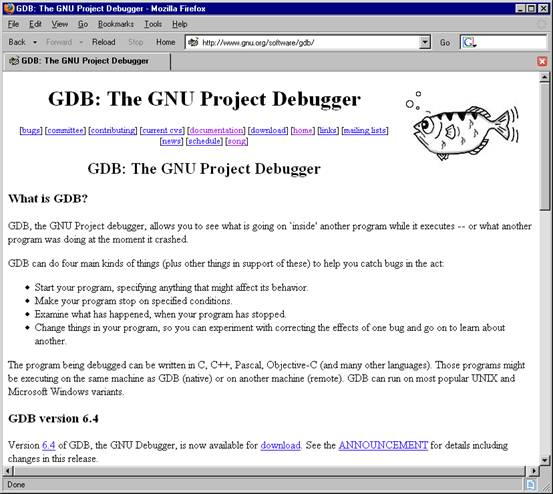 GDB: The GNU Project Debugger - Mozilla Firefox
File Edit View Go Bookmarks Tools Help
Back Forward Reload Stop Home http://www.gnu.org/software/gdb/ Go G
GDB: The GNU Project Debugger
GDB: The GNU Project Debugger
[bugs] [committee] [contributing] [current cvs] [documentation] [download] [home] [links] [mailing lists]
[news] [schedule] [song]
GDB: The GNU Project Debugger
What is GDB?
GDB, the GNU Project debugger, allows you to see what is going on `inside' another program while it executes -- or what another
program was doing at the moment it crashed.
GDB can do four main kinds of things (plus other things in support of these) to help you catch bugs in the act:
Start your program, specifying anything that might affect its behavior.
Make your program stop on specified conditions.
Examine what has happened, when your program has stopped.
Change things in your program, so you can experiment with correcting the effects of one bug and go on to learn about
another.
The program being debugged can be written in C, C++, Pascal, Objective-C (and many other languages). Those programs might
be executing on the same machine as GDB (native) or on another machine (remote). GDB can run on most popular UNIX and
Microsoft Windows variants.
GDB version 6.4
Version 6.4 of GDB, the GNU Debugger, is now available for download. See the ANNOUNCEMENT for details including
changes in this release.
Done